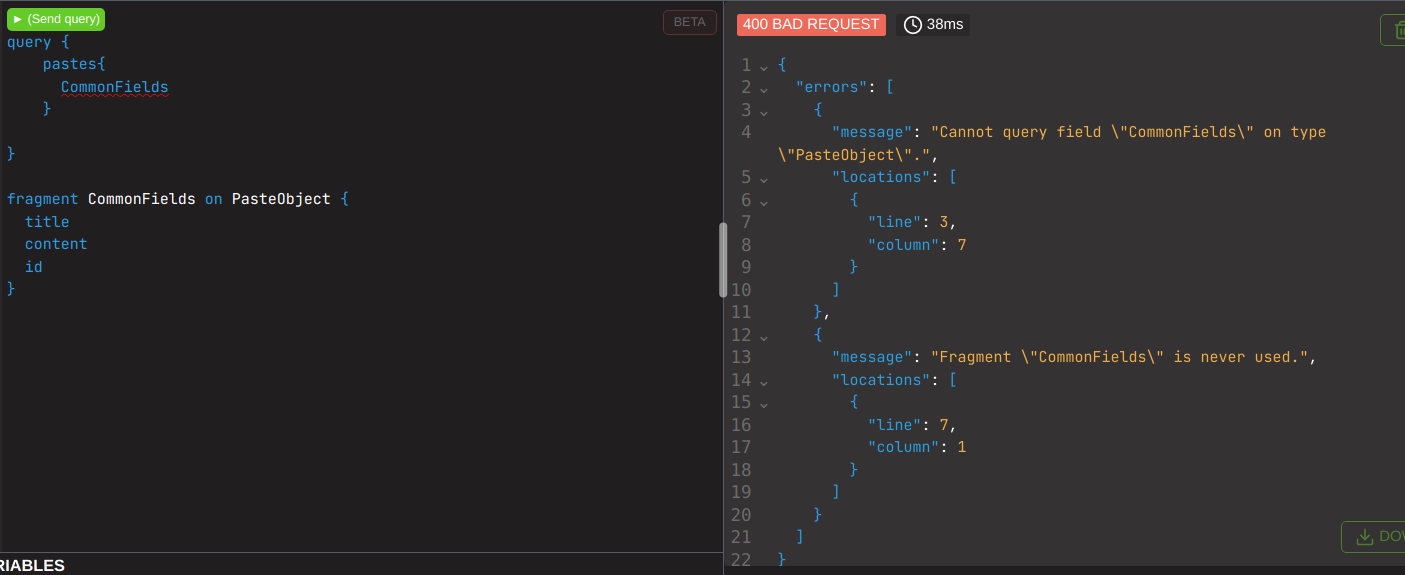 ▶ (Send query)
BETA
query {
pastes{
CommonFields
}
}
fragment CommonFields on PasteObject {
title
content
id
}
RIABLES
400 BAD REQUEST
38ms
1 {
2 "errors": [
3 {
4 "message": "Cannot query field \"CommonFields\" on type
\"PasteObject\".",
5 "locations": [
6 {
7 "line": 3,
8 "column": 7
9 }
10 ]
11 },
12 {
13 "message": "Fragment \"CommonFields\" is never used.",
14 "locations": [
15 {
16 "line": 7,
17 "column": 1
18 }
19 ]
20 }
21 ]
22 }
DOW